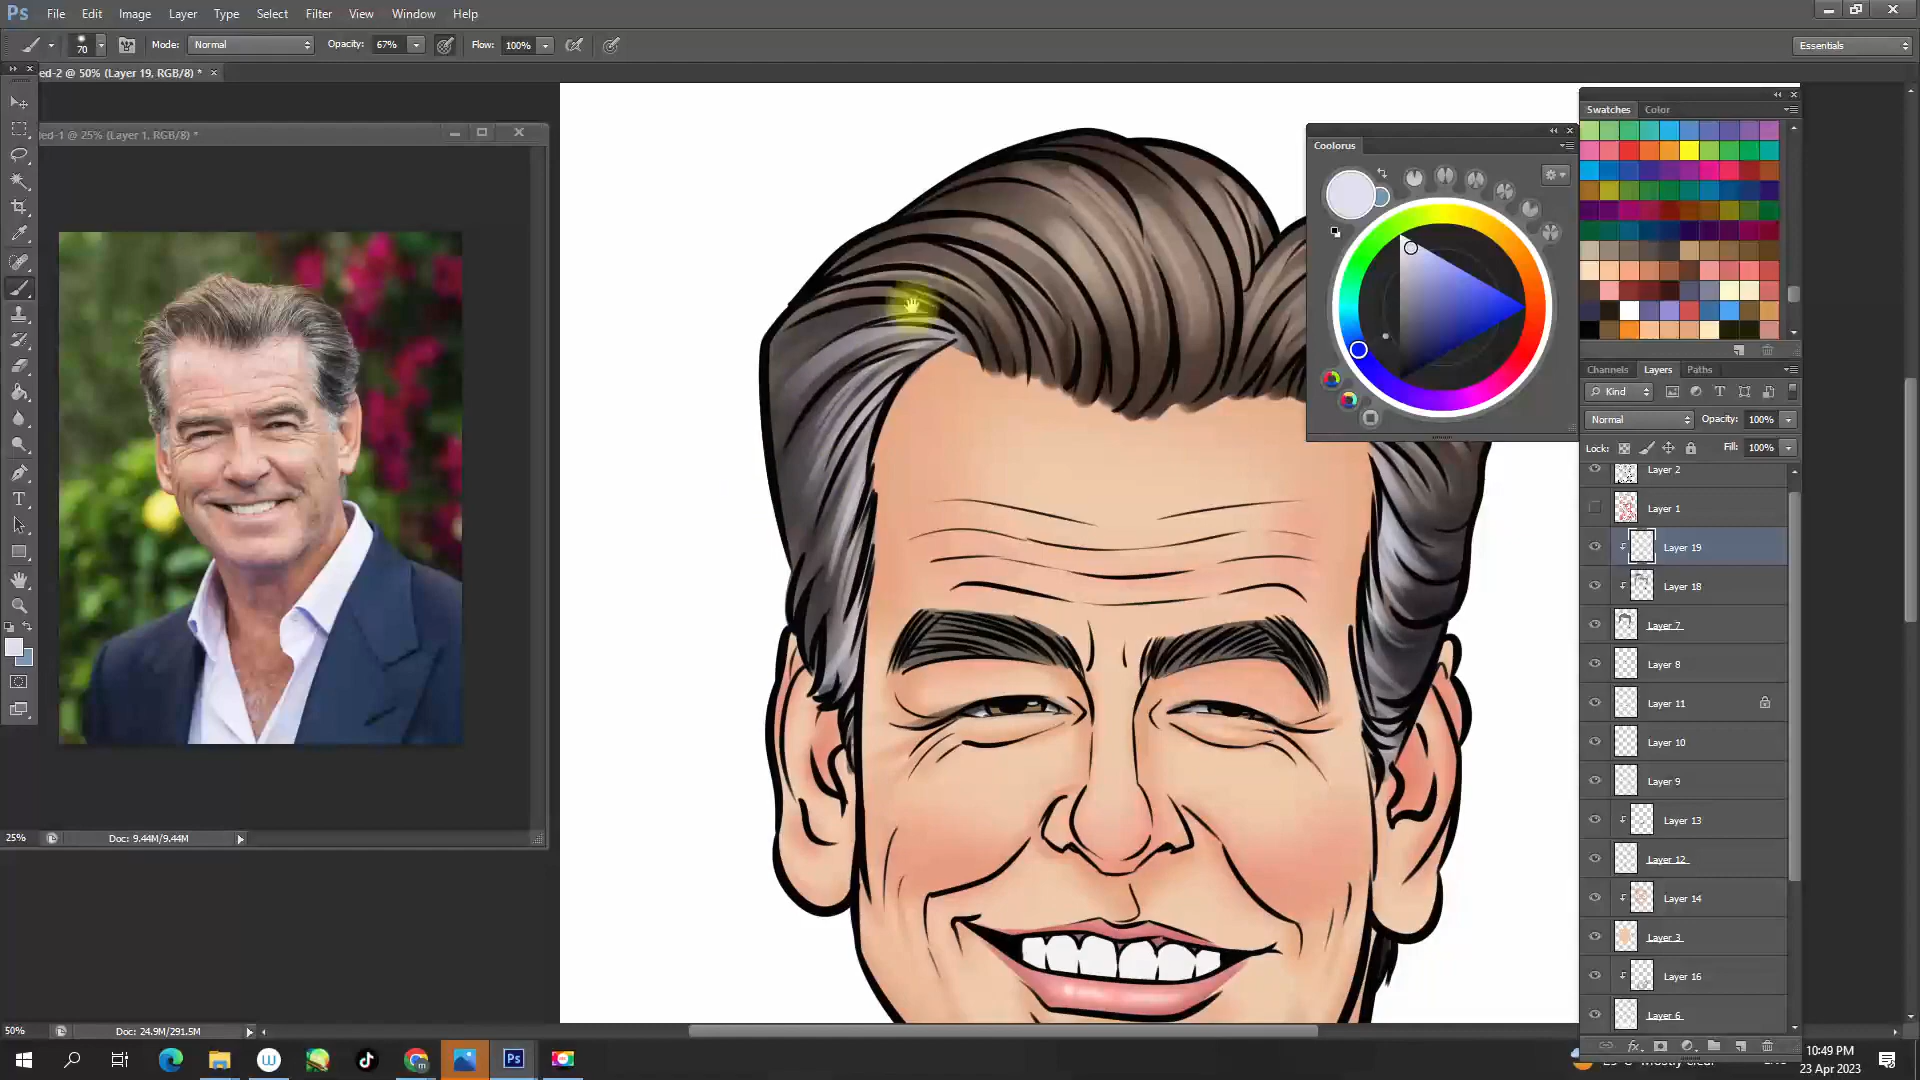 Ps File Edit Image Layer Type Select Filter View Window Help
70 Mode: Normal Opacity: 67% Flow: 100% Essentials
ed-2 @ 50% (Layer 19, RGB/8) *
ed-1 @ 25% (Layer 1, RGB/8) *
Swatches Color
Coolorus
Channels Layers Paths
Kind
Normal Opacity: 100%
Lock: Fill: 100%
Layer 2
Layer 1
Layer 19
Layer 18
Layer 7
Layer 8
Layer 11
Layer 10
Layer 9
Layer 13
Layer 12
Layer 14
Layer 3
Layer 16
Layer 6
25% Doc: 9.44M/9.44M
50% Doc: 24.9M/291.5M
10:49 PM
23 Apr 2023